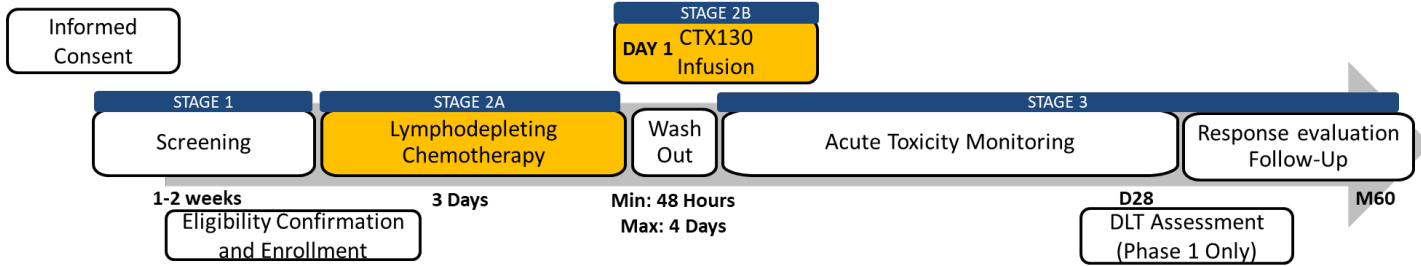 Informed
Consent
STAGE 2B
DAY 1 CTX130
Infusion
STAGE 1
Screening
STAGE 2A
Lymphodepleting
Chemotherapy
Wash
Out
STAGE 3
Acute Toxicity Monitoring
Response evaluation
Follow-Up
1-2 weeks
Eligibility Confirmation
and Enrollment
3 Days
Min: 48 Hours
Max: 4 Days
D28
DLT Assessment
(Phase 1 Only)
M60